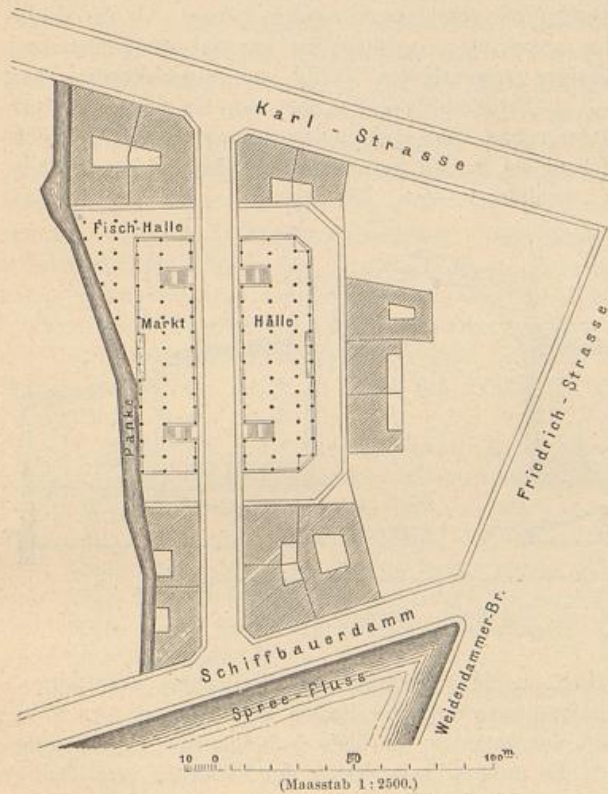 Karl - Strasse
Fisch-Halle
Markt
Halle
Panke
Friedrich - Strasse
Schiffbauerdamm
Spree - Fluss
Weidendammer-Br.
10 0 50 100 m.
(Maasstab 1 : 2500.)